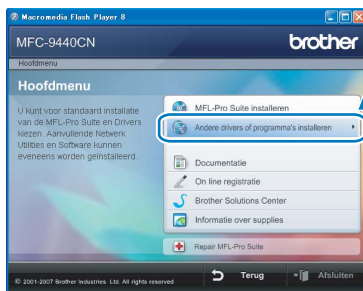 Macromedia Flash Player 8
MFC-9440CN
brother
Hoofdmenu
Hoofdmenu
U kunt voor standaard installatie
van de MFL-Pro Suite en Drivers
kiezen. Aanvullende Netwerk
Utilities en Software kunnen
eveneens worden geïnstalleerd.
MFL-Pro Suite installeren
Andere drivers of programma's installeren
Documentatie
On line registratie
Brother Solutions Center
Informatie over supplies
Repair MFL-Pro Suite
© 2001-2007 Brother Industries Ltd. All rights reserved
Terug
Afsluiten